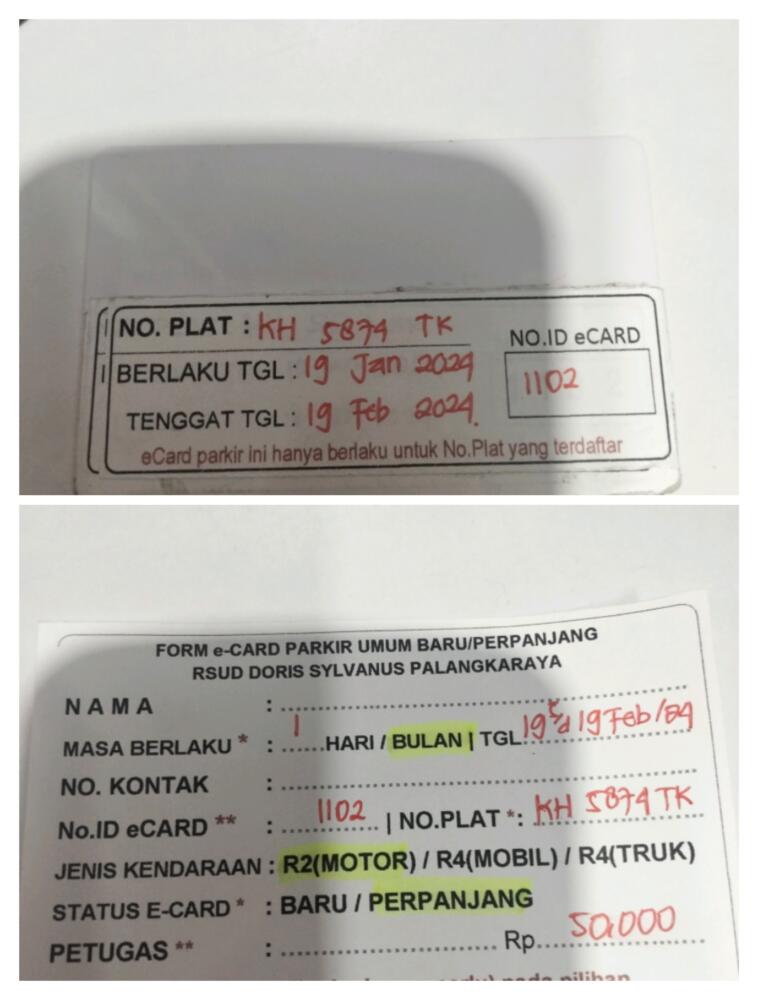 NO. PLAT : KH 5874 TK
NO.ID eCARD
BERLAKU TGL : 19 Jan 2024
1102
TENGGAT TGL : 19 Feb 2024.
eCard parkir ini hanya berlaku untuk No.Plat yang terdaftar
FORM e-CARD PARKIR UMUM BARU/PERPANJANG
RSUD DORIS SYLVANUS PALANGKARAYA
NAMA : ..........
MASA BERLAKU * : 1 HARI / BULAN | TGL. 19 s/d 19 Feb/24
NO. KONTAK : ..........
No.ID eCARD ** : 1102 | NO.PLAT *: KH 5874 TK
JENIS KENDARAAN : R2(MOTOR) / R4(MOBIL) / R4(TRUK)
STATUS E-CARD * : BARU / PERPANJANG
PETUGAS ** : .......... Rp. 50.000
pada pilihan